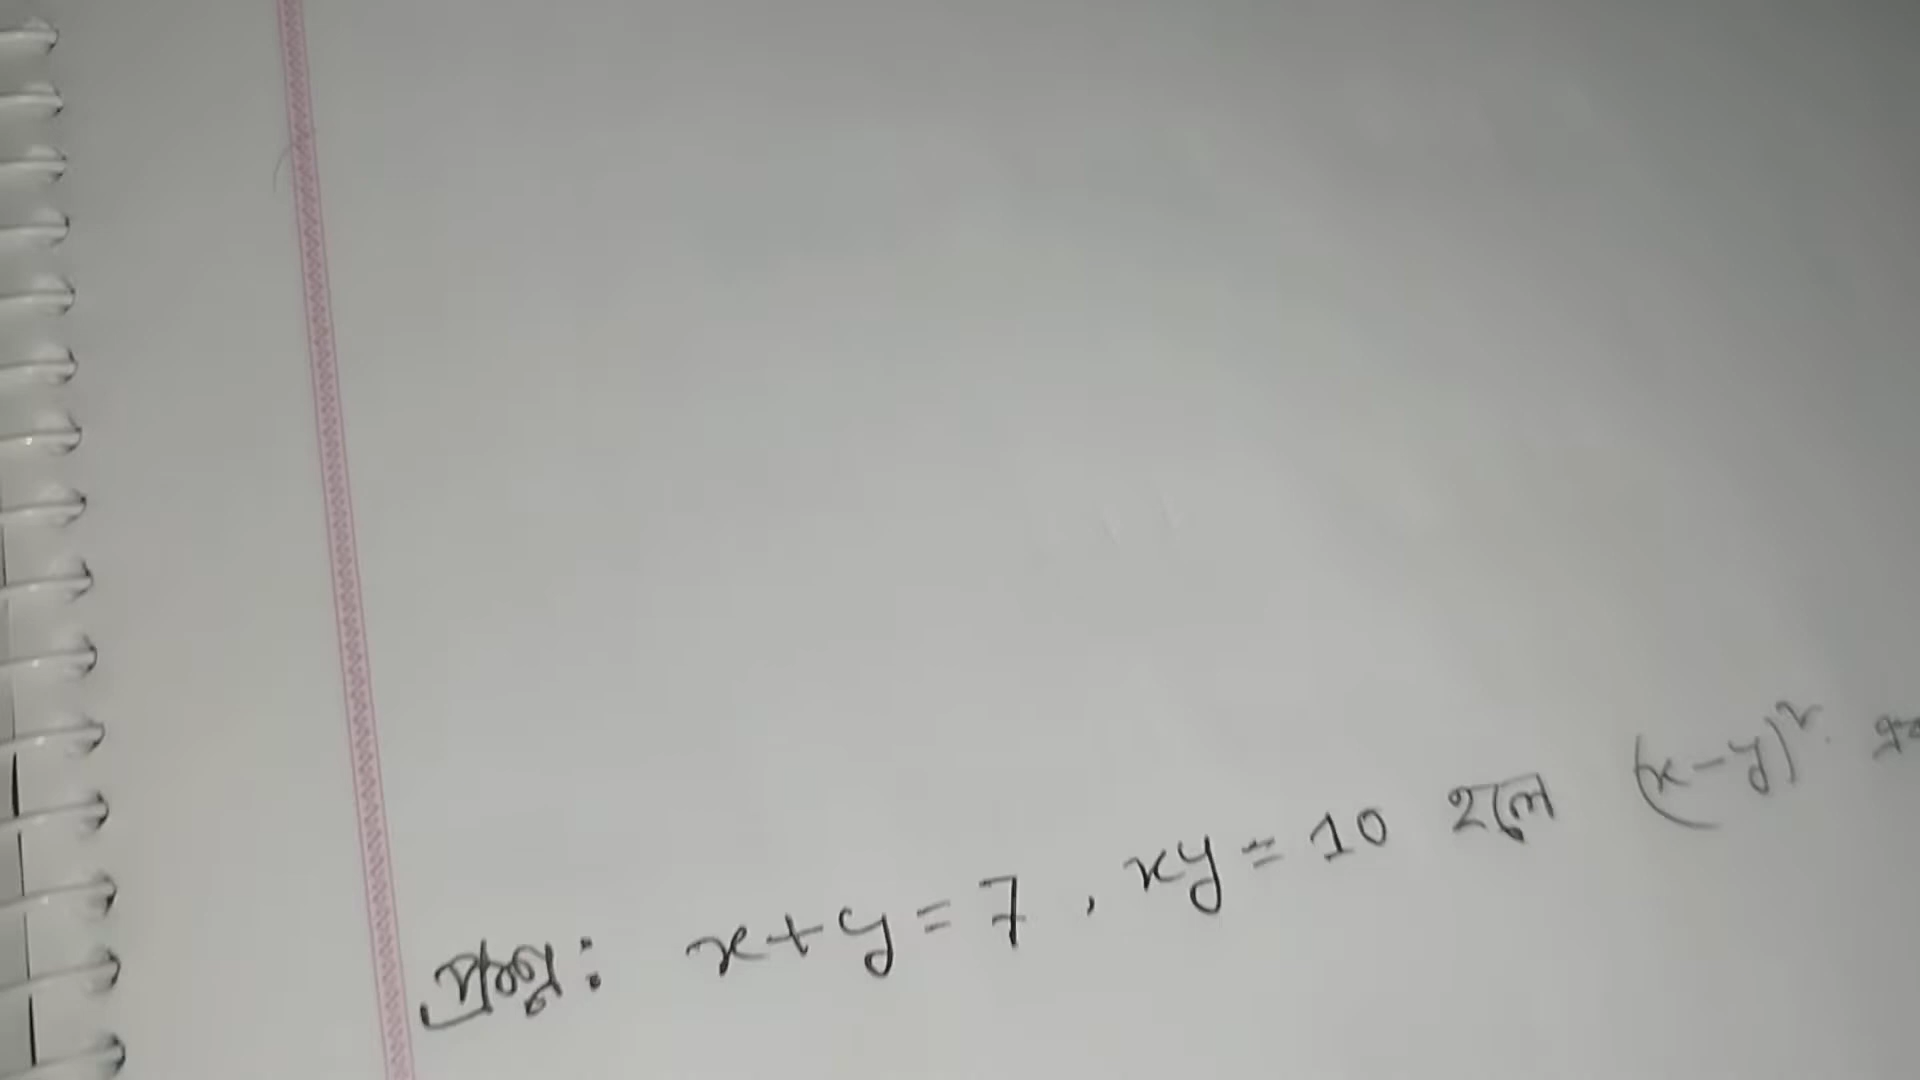 প্রশ্ন: x+y=7, xy=10 হলে (x-y)²